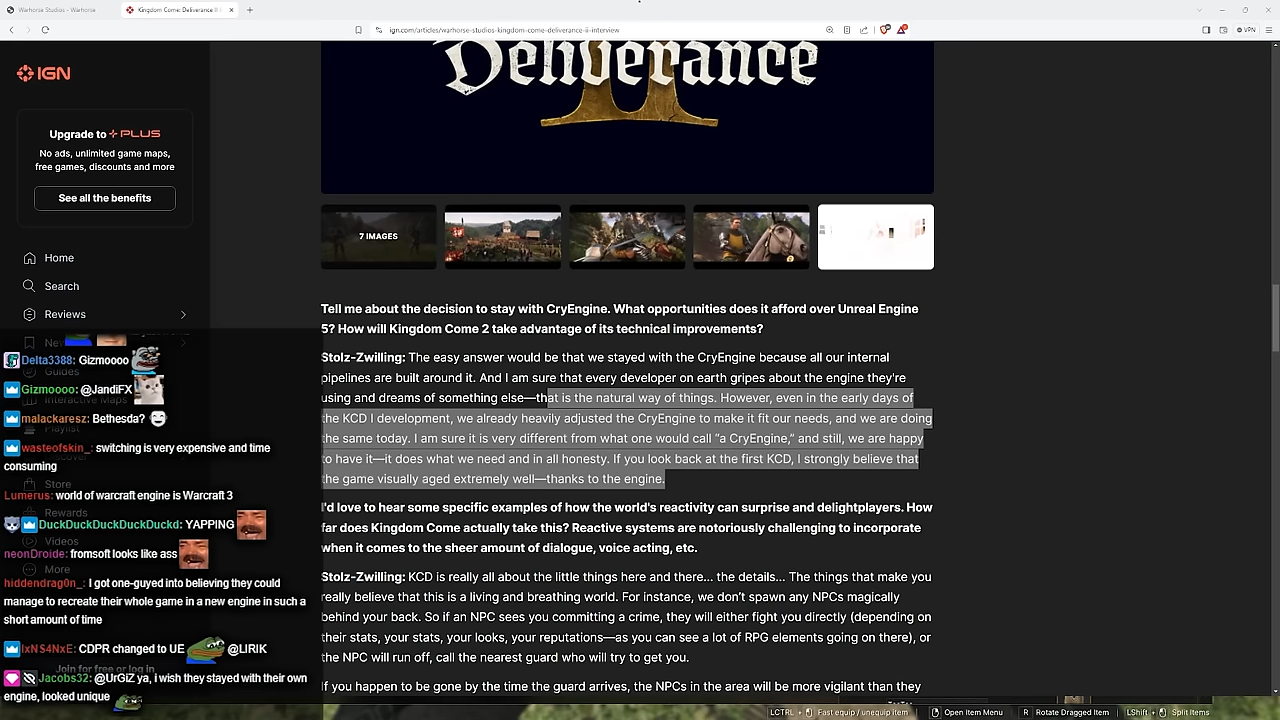 Warhorse Studios - Warhorse
Kingdom Come: Deliverance II
ign.com/articles/warhorse-studios-kingdom-come-deliverance-ii-interview
VPN
IGN
Upgrade to PLUS
No ads, unlimited game maps,
free games, discounts and more
See all the benefits
Home
Search
Reviews
Guides
Interactive Maps
Playlist
Discover
Store
Rewards
Videos
More
Join for free or log in
Deliverance
II
7 IMAGES
Tell me about the decision to stay with CryEngine. What opportunities does it afford over Unreal Engine
5? How will Kingdom Come 2 take advantage of its technical improvements?
Stolz-Zwilling: The easy answer would be that we stayed with the CryEngine because all our internal
pipelines are built around it. And I am sure that every developer on earth gripes about the engine they're
using and dreams of something else—that is the natural way of things. However, even in the early days of
the KCD I development, we already heavily adjusted the CryEngine to make it fit our needs, and we are doing
the same today. I am sure it is very different from what one would call "a CryEngine," and still, we are happy
to have it—it does what we need and in all honesty. If you look back at the first KCD, I strongly believe that
the game visually aged extremely well—thanks to the engine.
I'd love to hear some specific examples of how the world's reactivity can surprise and delightplayers. How
far does Kingdom Come actually take this? Reactive systems are notoriously challenging to incorporate
when it comes to the sheer amount of dialogue, voice acting, etc.
Stolz-Zwilling: KCD is really all about the little things here and there... the details... The things that make you
really believe that this is a living and breathing world. For instance, we don't spawn any NPCs magically
behind your back. So if an NPC sees you committing a crime, they will either fight you directly (depending on
their stats, your stats, your looks, your reputations—as you can see a lot of RPG elements going on there), or
the NPC will run off, call the nearest guard who will try to get you.
If you happen to be gone by the time the guard arrives, the NPCs in the area will be more vigilant than they
Delta3388: Gizmoooo
Gizmoooo: @JandiFX
malackaresz: Bethesda?
wasteofskin_: switching is very expensive and time
consuming
Lumerus: world of warcraft engine is Warcraft 3
DuckDuckDuckDuckDuckd: YAPPING
neonDroide: fromsoft looks like ass
hiddendrag0n_: I got one-guyed into believing they could
manage to recreate their whole game in a new engine in such a
short amount of time
IxNS4NxE: CDPR changed to UE @LIRIK
Jacobs32: @UrGiZ ya, i wish they stayed with their own
engine, looked unique
LCTRL + Fast equip / unequip item
Open Item Menu
R Rotate Dragged Item
LShift + Split Items